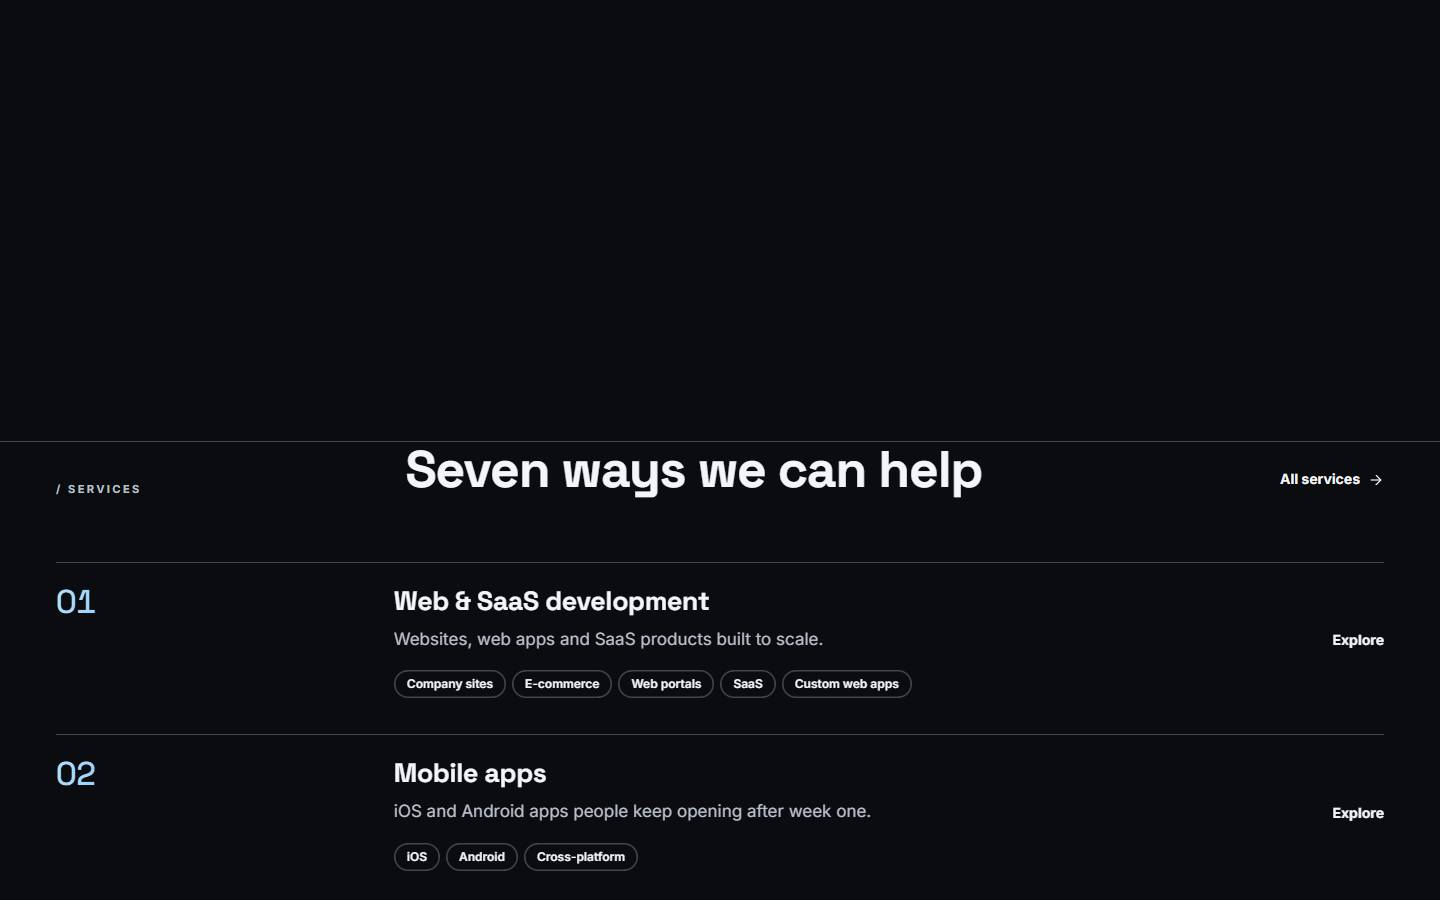 / SERVICES
Seven ways we can help
All services →
01
Web & SaaS development
Websites, web apps and SaaS products built to scale.
Explore
Company sites E-commerce Web portals SaaS Custom web apps
02
Mobile apps
iOS and Android apps people keep opening after week one.
Explore
iOS Android Cross-platform